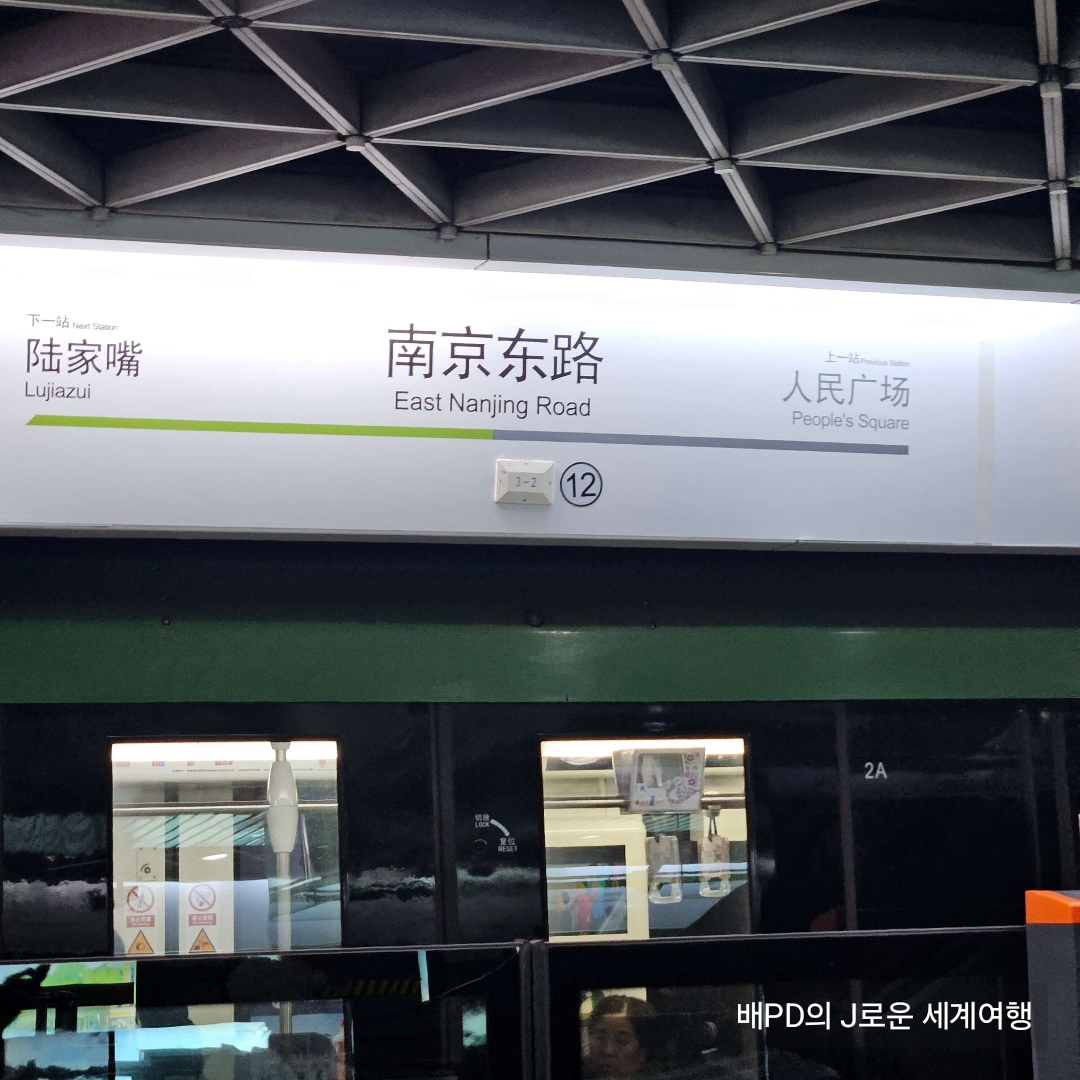 下一站 Next Station
陆家嘴
Lujiazui
南京东路
East Nanjing Road
上一站 Previous Station
人民广场
People's Square
3-2
12
2A
切除
LOCK
复位
RESET
배PD의 J로운 세계여행